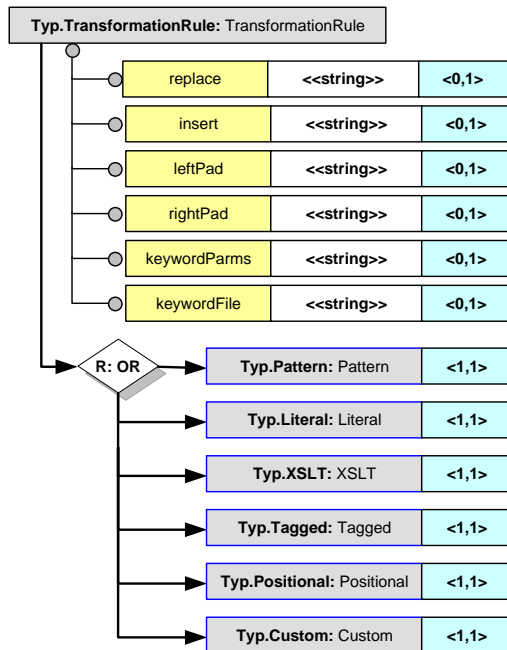 Typ.TransformationRule: TransformationRule
replace <<string>> <0,1>
insert <<string>> <0,1>
leftPad <<string>> <0,1>
rightPad <<string>> <0,1>
keywordParms <<string>> <0,1>
keywordFile <<string>> <0,1>
R: OR Typ.Pattern: Pattern <1,1>
Typ.Literal: Literal <1,1>
Typ.XSLT: XSLT <1,1>
Typ.Tagged: Tagged <1,1>
Typ.Positional: Positional <1,1>
Typ.Custom: Custom <1,1>